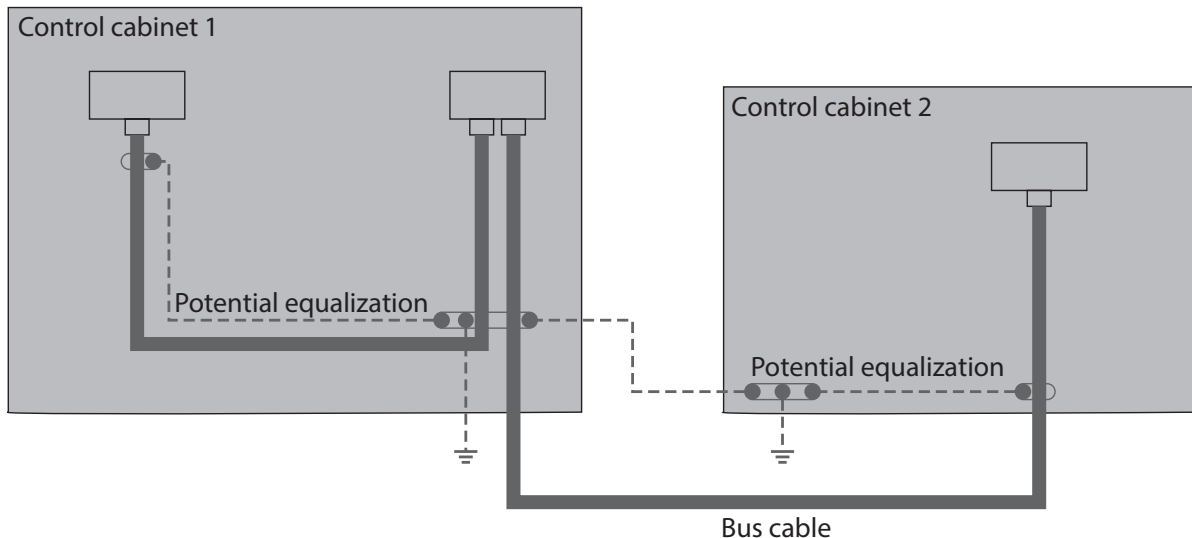 Control cabinet 1
Control cabinet 2
Potential equalization
Potential equalization
Bus cable